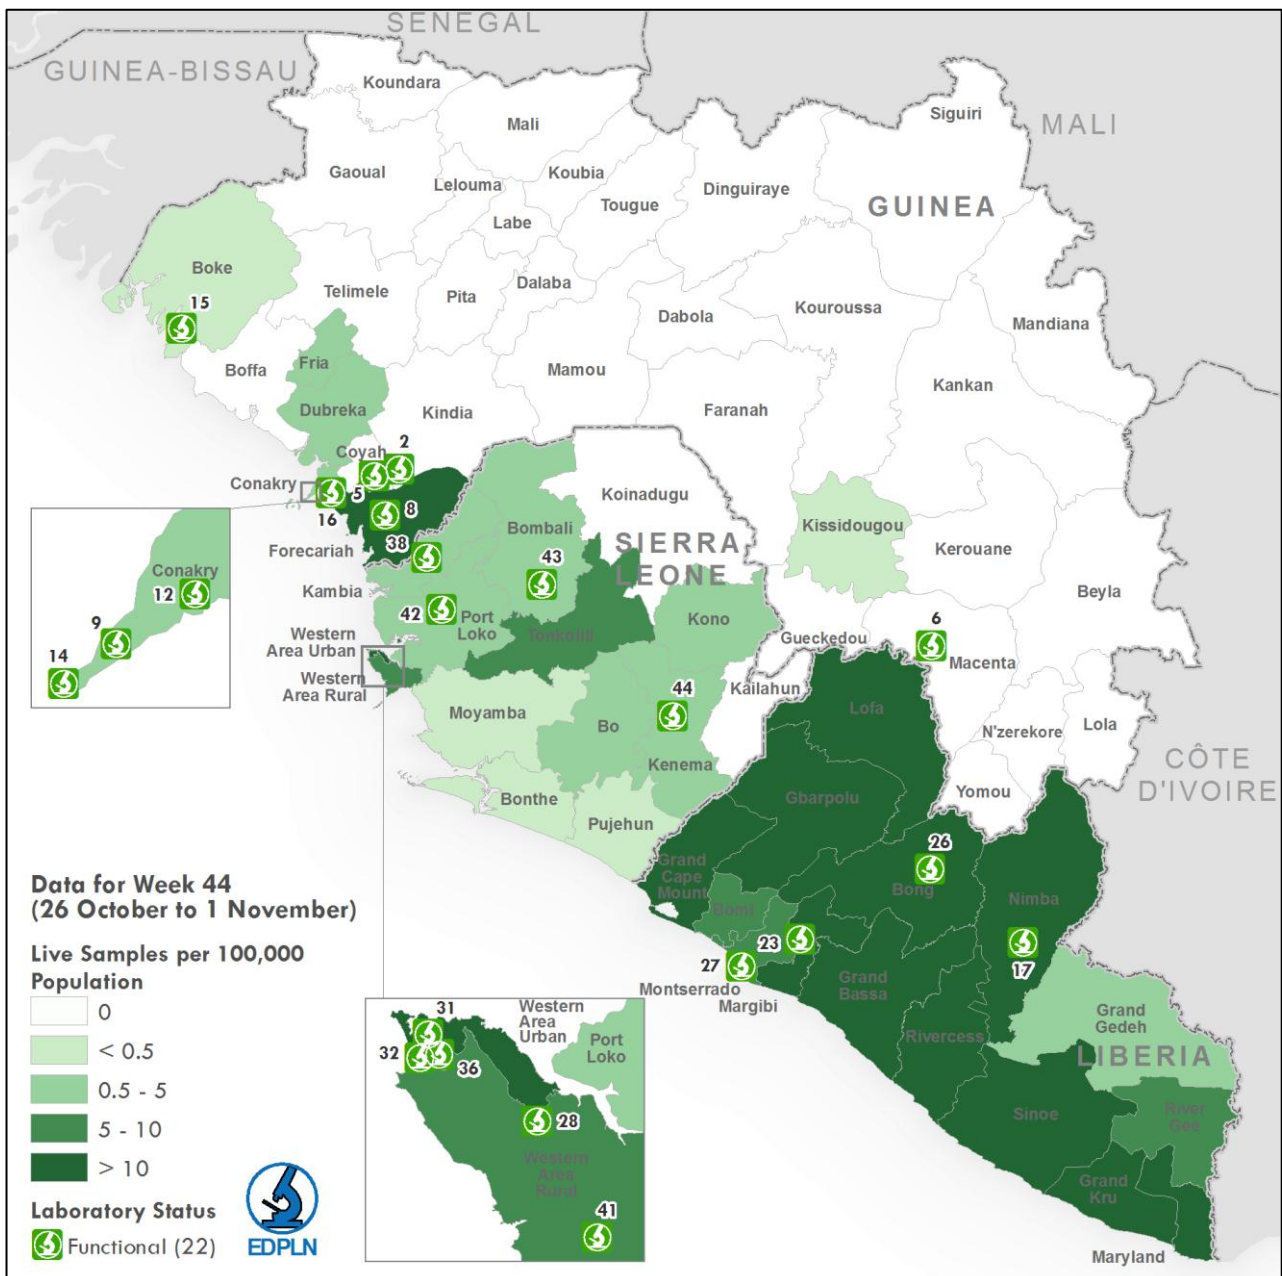 SENEGAL
GUINEA-BISSAU
MALI
Koundara
Mali
Siguiri
Gaoual
Lelouma
Koubia
Tougue
Dinguiraye
GUINEA
Labe
Boke
15
Telimele
Pita
Dalaba
Dabola
Kouroussa
Mandiana
Boffa
Fria
Dubreka
Kindia
Mamou
Faranah
Kankan
Coyah
2
Conakry
5
16
8
Koinadugu
Kissidougou
Forecariah
38
Bombali
SIERRA
LEONE
Kerouane
Conakry
12
43
Beyla
Kambia
42
Port
Loko
Kono
9
Western
Area Urban
Tonkolili
Gueckedou
6
Macenta
14
Western
Area Rural
Kailahun
44
Moyamba
Bo
Lofa
N'zerekore
Lola
Kenema
CÔTE
D'IVOIRE
Bonthe
Gbarpolu
Yomou
Pujehun
26
Grand
Cape
Mount
Bong
Nimba
Bomi
23
27
17
Montserrado
Margibi
Grand
Bassa
Grand
Gedeh
Rivercess
LIBERIA
Sinoe
River
Gee
Grand
Kru
Maryland
31
Western
Area
Urban
Port
Loko
32
36
28
Western
Area
Rural
41
Data for Week 44
(26 October to 1 November)
Live Samples per 100,000
Population
0
< 0.5
0.5 - 5
5 - 10
> 10
Laboratory Status
Functional (22)
EDPLN